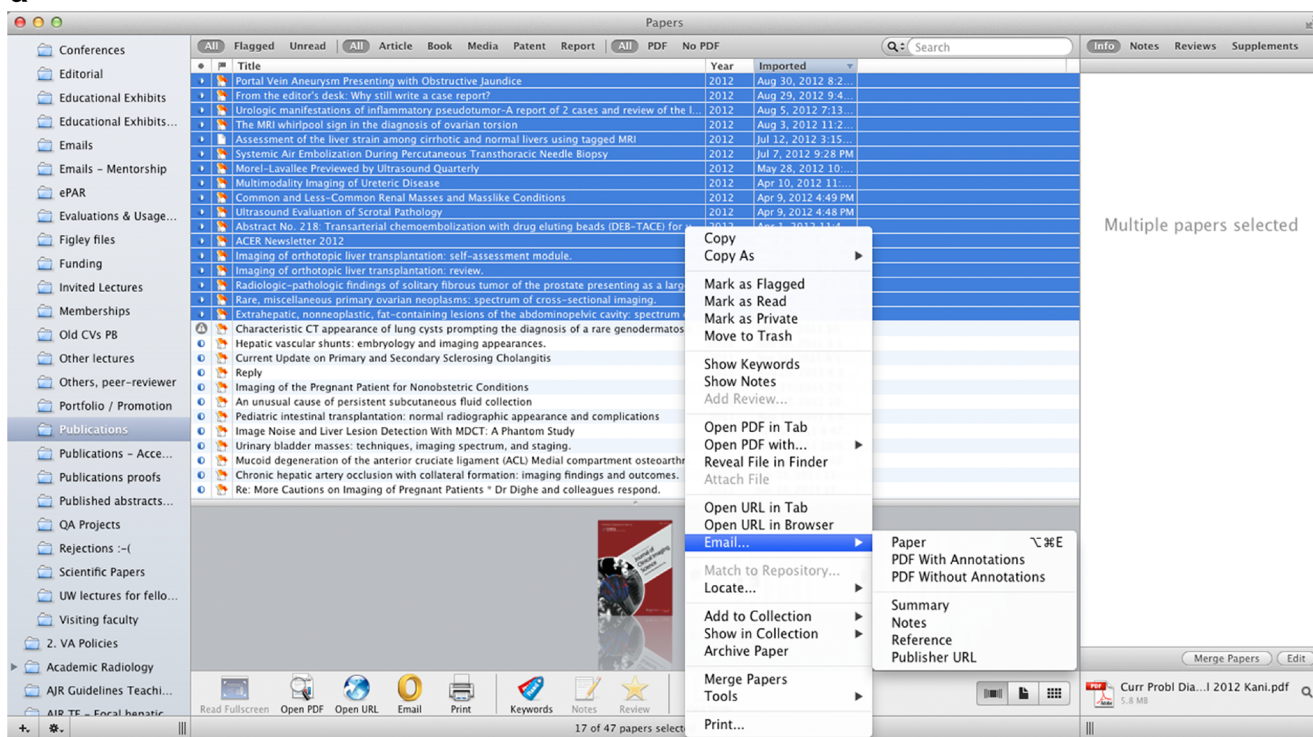 Papers
Conferences
Editorial
Educational Exhibits
Educational Exhibits...
Emails
Emails – Mentorship
ePAR
Evaluations & Usage...
Figley files
Funding
Invited Lectures
Memberships
Old CVs PB
Other lectures
Others, peer-reviewer
Portfolio / Promotion
Publications
Publications – Acce...
Publications proofs
Published abstracts...
QA Projects
Rejections :-(
Scientific Papers
UW lectures for fello...
Visiting faculty
2. VA Policies
Academic Radiology
AJR Guidelines Teachi...
AJR TF – Focal hepatic
All Flagged Unread All Article Book Media Patent Report All PDF No PDF Search
Title Year Imported
Portal Vein Aneurysm Presenting with Obstructive Jaundice 2012 Aug 30, 2012 8:2...
From the editor's desk: Why still write a case report? 2012 Aug 29, 2012 9:4...
Urologic manifestations of inflammatory pseudotumor-A report of 2 cases and review of the l... 2012 Aug 5, 2012 7:13...
The MRI whirlpool sign in the diagnosis of ovarian torsion 2012 Aug 3, 2012 11:2...
Assessment of the liver strain among cirrhotic and normal livers using tagged MRI 2012 Jul 12, 2012 3:15...
Systemic Air Embolization During Percutaneous Transthoracic Needle Biopsy 2012 Jul 7, 2012 9:28 PM
Morel-Lavallee Previewed by Ultrasound Quarterly 2012 May 28, 2012 10:...
Multimodality Imaging of Ureteric Disease 2012 Apr 10, 2012 11:...
Common and Less-Common Renal Masses and Masslike Conditions 2012 Apr 9, 2012 4:49 PM
Ultrasound Evaluation of Scrotal Pathology 2012 Apr 9, 2012 4:48 PM
Abstract No. 218: Transarterial chemoembolization with drug eluting beads (DEB-TACE) for
ACER Newsletter 2012
Imaging of orthotopic liver transplantation: self-assessment module.
Imaging of orthotopic liver transplantation: review.
Radiologic-pathologic findings of solitary fibrous tumor of the prostate presenting as a larg
Rare, miscellaneous primary ovarian neoplasms: spectrum of cross-sectional imaging.
Extrahepatic, nonneoplastic, fat-containing lesions of the abdominopelvic cavity: spectrum
Characteristic CT appearance of lung cysts prompting the diagnosis of a rare genodermatos
Hepatic vascular shunts: embryology and imaging appearances.
Current Update on Primary and Secondary Sclerosing Cholangitis
Reply
Imaging of the Pregnant Patient for Nonobstetric Conditions
An unusual cause of persistent subcutaneous fluid collection
Pediatric intestinal transplantation: normal radiographic appearance and complications
Image Noise and Liver Lesion Detection With MDCT: A Phantom Study
Urinary bladder masses: techniques, imaging spectrum, and staging.
Mucoid degeneration of the anterior cruciate ligament (ACL) Medial compartment osteoarthr
Chronic hepatic artery occlusion with collateral formation: imaging findings and outcomes.
Re: More Cautions on Imaging of Pregnant Patients * Dr Dighe and colleagues respond.
Journal of
Clinical Imaging
Science
Read Fullscreen Open PDF Open URL Email Print Keywords Notes Review
17 of 47 papers select
Copy
Copy As
Mark as Flagged
Mark as Read
Mark as Private
Move to Trash
Show Keywords
Show Notes
Add Review...
Open PDF in Tab
Open PDF with...
Reveal File in Finder
Attach File
Open URL in Tab
Open URL in Browser
Email...
Match to Repository...
Locate...
Add to Collection
Show in Collection
Archive Paper
Merge Papers
Tools
Print...
Paper ⌥⌘E
PDF With Annotations
PDF Without Annotations
Summary
Notes
Reference
Publisher URL
Info Notes Reviews Supplements
Multiple papers selected
Merge Papers Edit
PDF
Curr Probl Dia...l 2012 Kani.pdf
5.8 MB